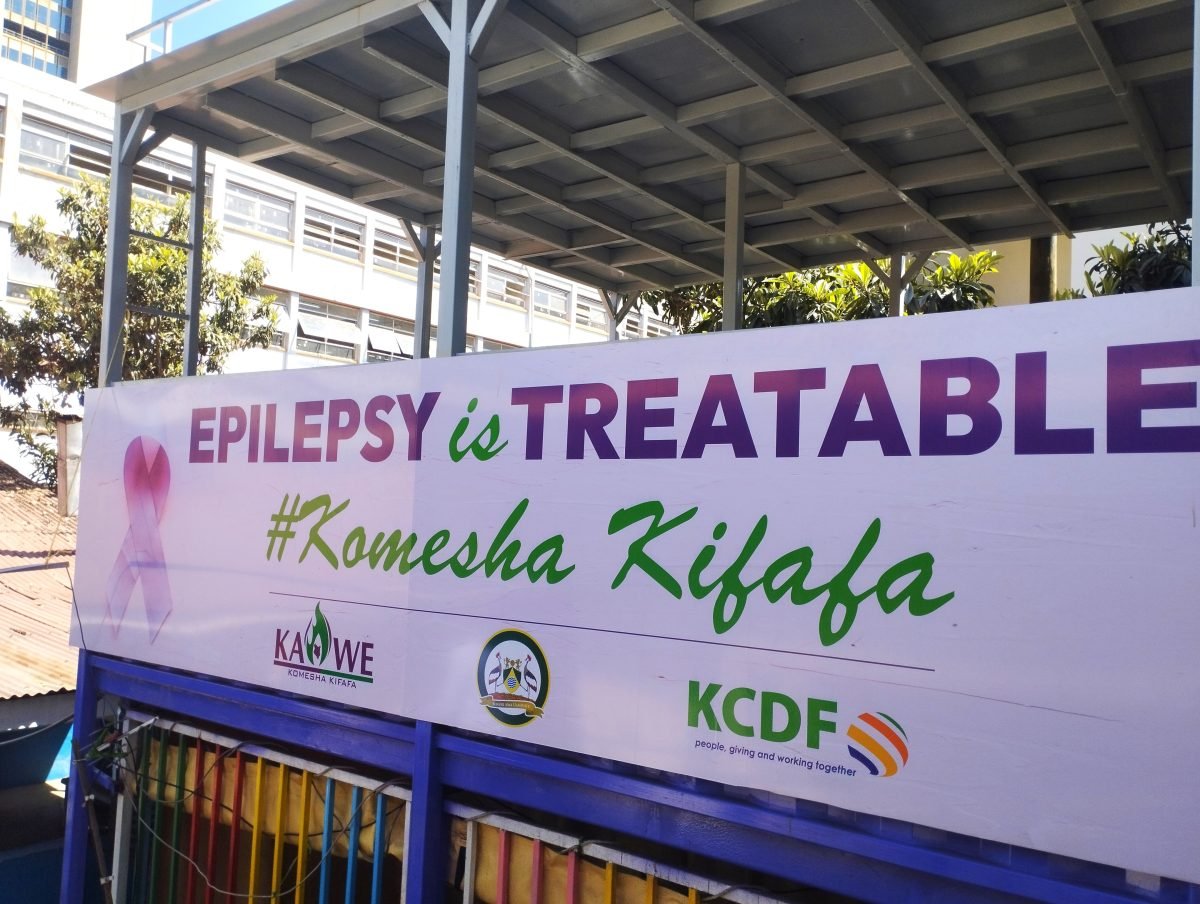 EPILEPSY is TREATABLE
#Komesha Kifafa
KAWE
KOMESHA KIFAFA
KCDF
people, giving and working together